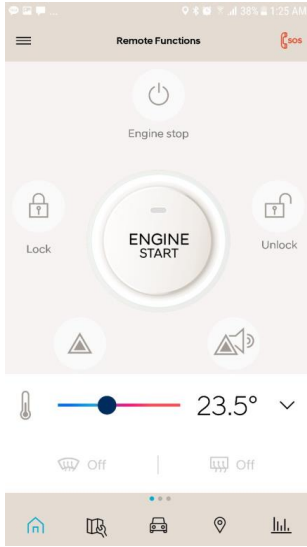 ... 38% 1:25 AM
Remote Functions
SOS
Engine stop
Lock
ENGINE
START
Unlock
23.5°
Off
Off